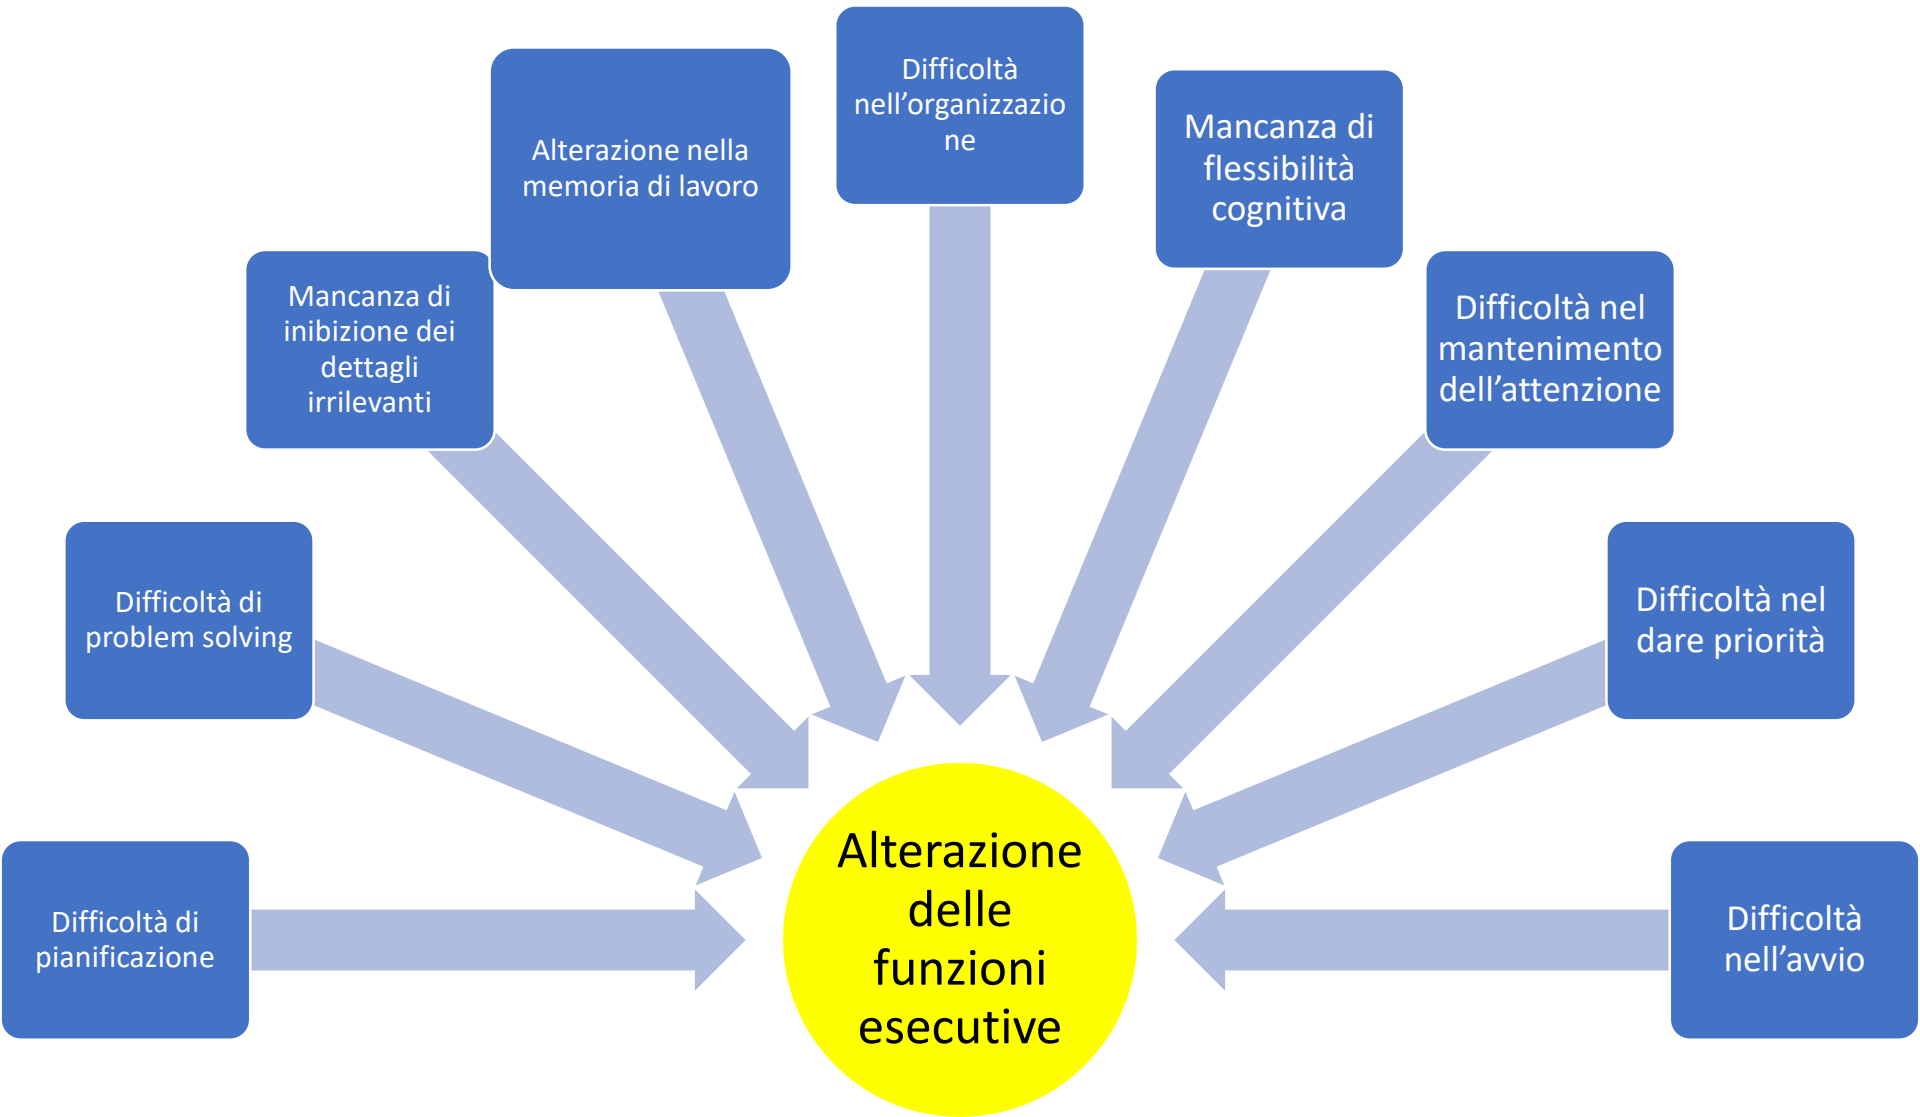 Difficoltà
nell’organizzazio
ne
Alterazione nella
memoria di lavoro
Mancanza di
flessibilità
cognitiva
Mancanza di
inibizione dei
dettagli
irrilevanti
Difficoltà nel
mantenimento
dell’attenzione
Difficoltà di
problem solving
Difficoltà nel
dare priorità
Difficoltà di
pianificazione
Alterazione
delle
funzioni
esecutive
Difficoltà
nell’avvio